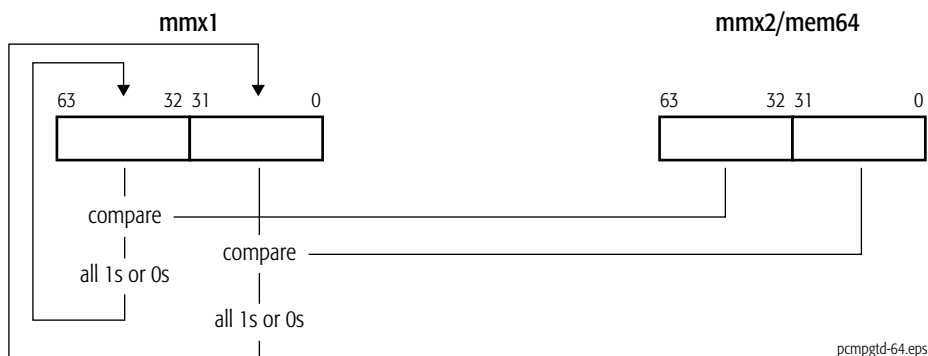 mmx1 mmx2/mem64
63 32 31 0 63 32 31 0
compare
compare
all 1s or 0s
all 1s or 0s
pcmpgtd-64.eps